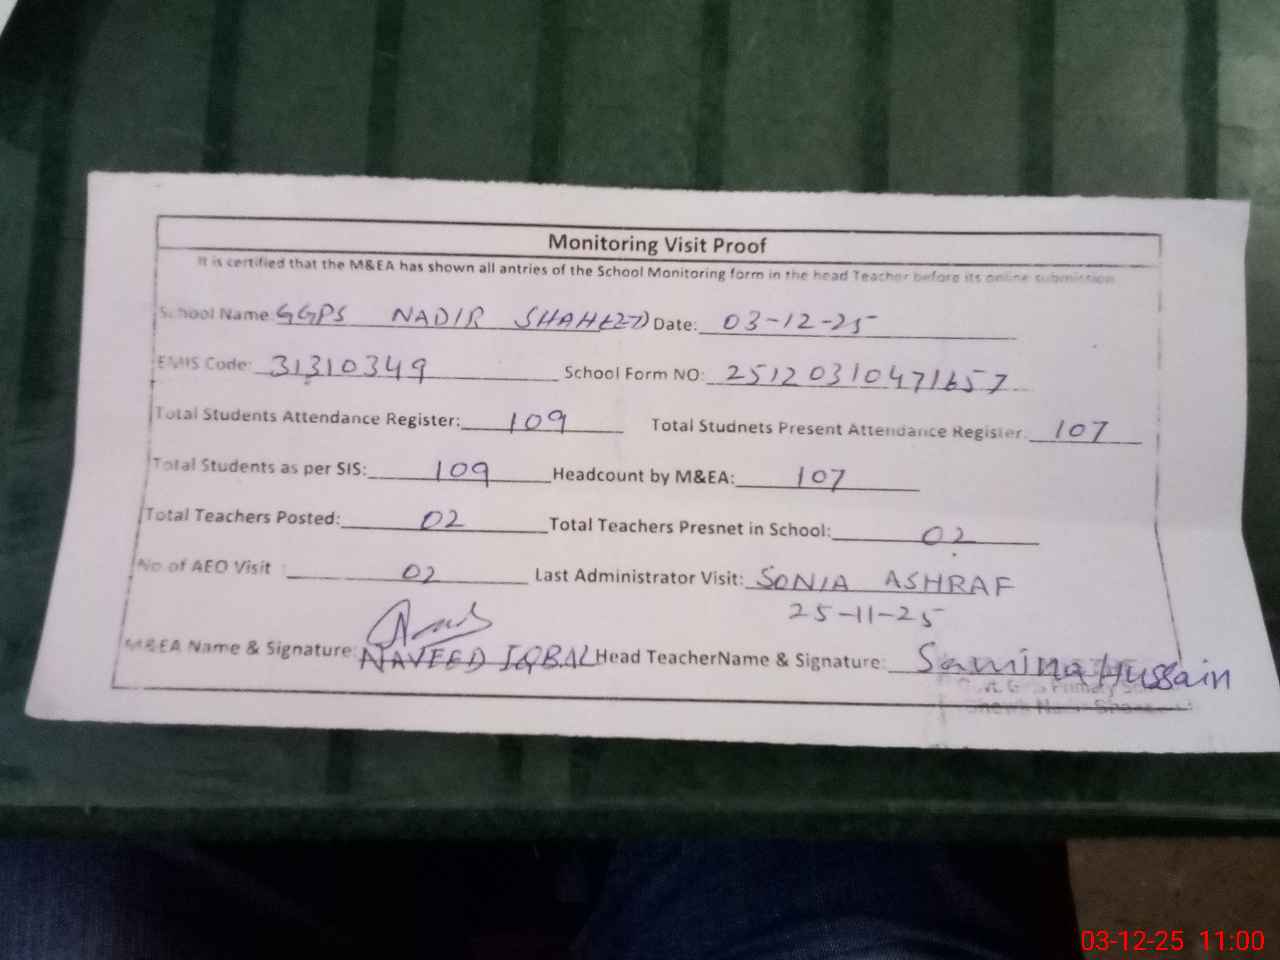 Monitoring Visit Proof
It is certified that the M&EA has shown all antries of the School Monitoring form in the head Teacher before its online submission
School Name GGPS NADIR SHAHEED Date: 03-12-25
EMIS Code: 31310349 School Form NO: 25120310471657
Total Students Attendance Register: 109 Total Studnets Present Attendance Register: 107
Total Students as per SIS: 109 Headcount by M&EA: 107
Total Teachers Posted: 02 Total Teachers Presnet in School: 02
No of AEO Visit : 02 Last Administrator Visit: SONIA ASHRAF
25-11-25
M&EA Name & Signature: NAVEED IQBAL Head TeacherName & Signature: Samina Hussain
03-12-25 11:00